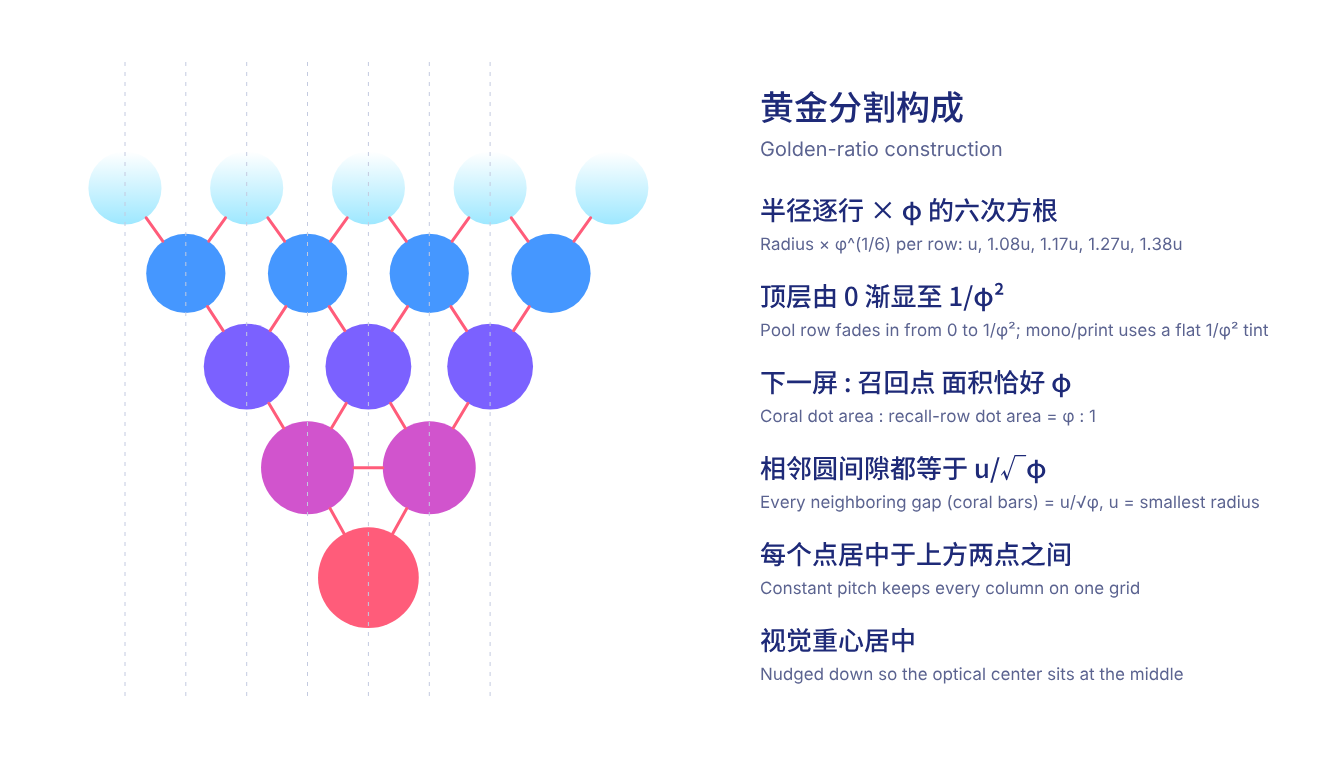 黄金分割构成
Golden-ratio construction
半径逐行 × φ 的六次方根
Radius × φ^(1/6) per row: u, 1.08u, 1.17u, 1.27u, 1.38u
顶层由 0 渐显至 1/φ²
Pool row fades in from 0 to 1/φ²; mono/print uses a flat 1/φ² tint
下一屏 : 召回点 面积恰好 φ
Coral dot area : recall-row dot area = φ : 1
相邻圆间隙都等于 u/√φ
Every neighboring gap (coral bars) = u/√φ, u = smallest radius
每个点居中于上方两点之间
Constant pitch keeps every column on one grid
视觉重心居中
Nudged down so the optical center sits at the middle